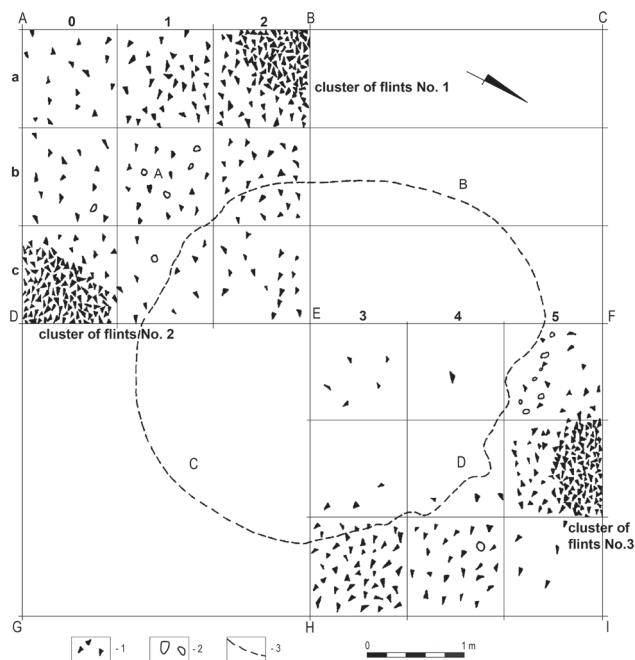 A 0 1 2 B C
a
cluster of flints No. 1
b A B
c
D
cluster of flints No. 2
E 3 4 5 F
C D
cluster of
flints No.3
G H I
- 1 - 2 - 3 0 1 m